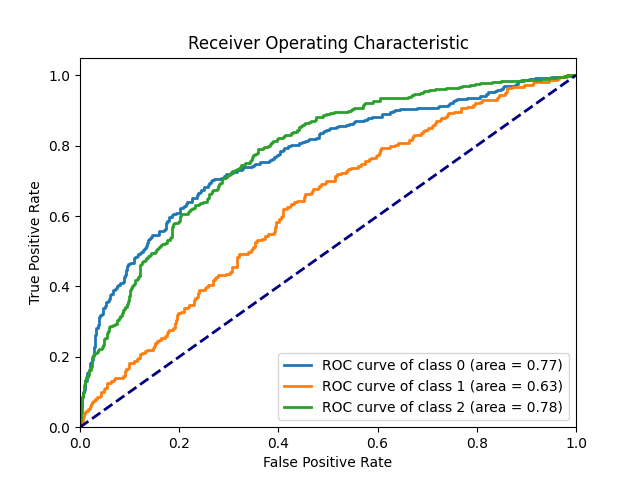 Receiver Operating Characteristic
True Positive Rate
1.0
0.8
0.6
0.4
0.2
0.0
ROC curve of class 0 (area = 0.77)
ROC curve of class 1 (area = 0.63)
ROC curve of class 2 (area = 0.78)
0.0 0.2 0.4 0.6 0.8 1.0
False Positive Rate